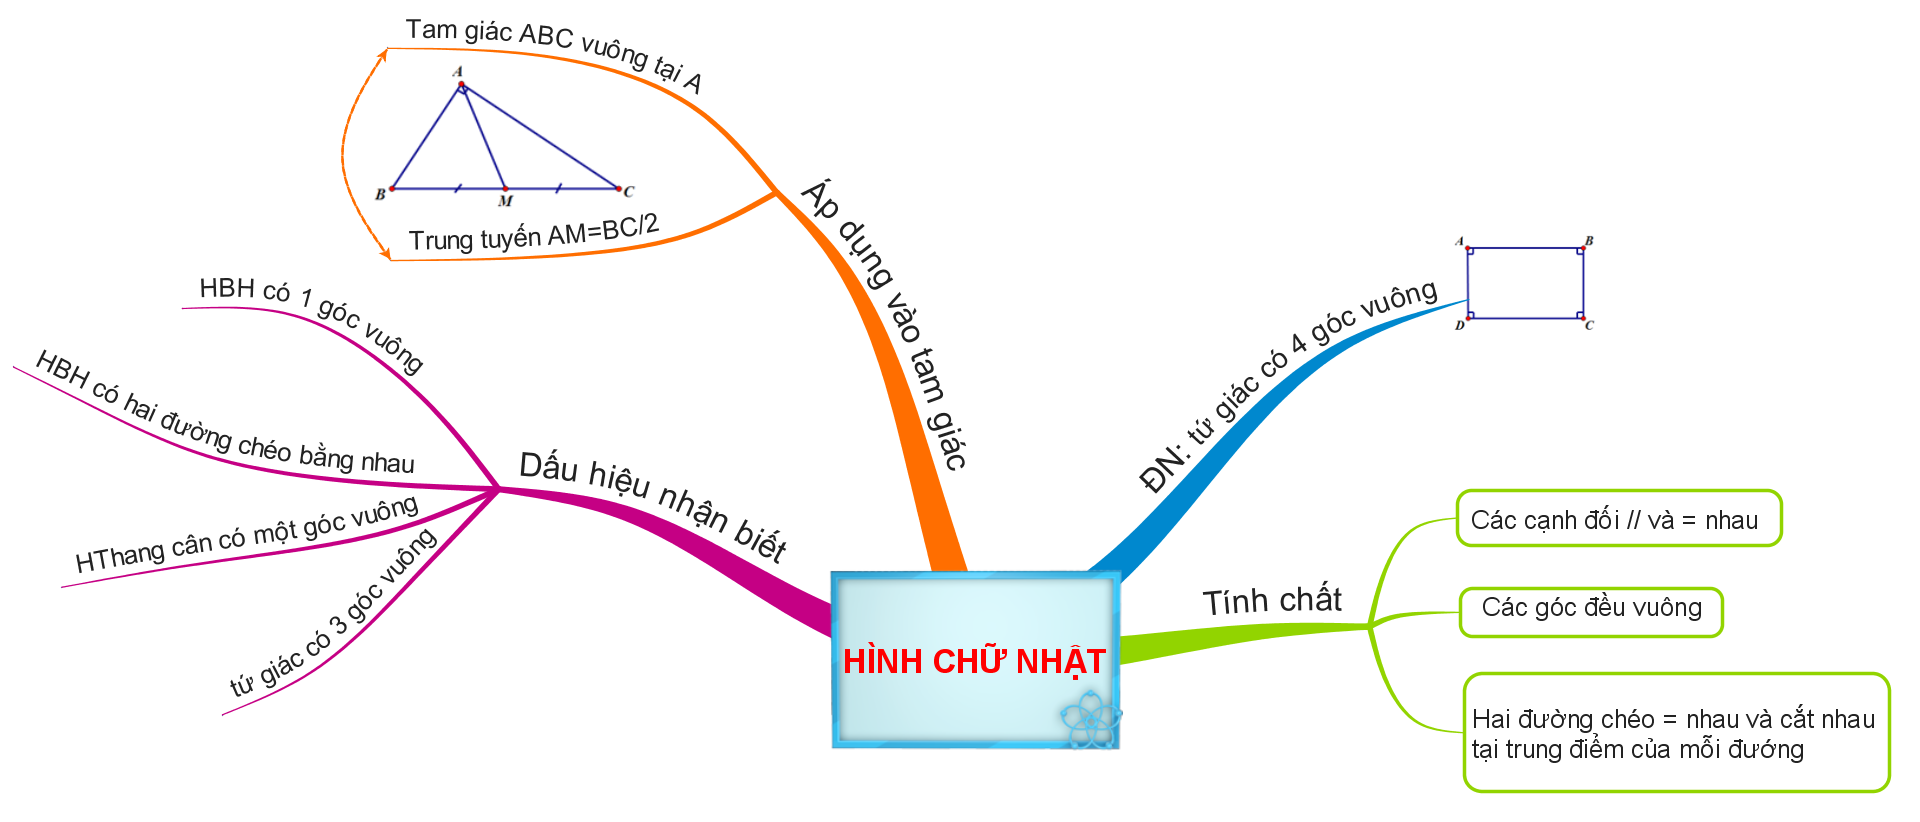 HÌNH CHỮ NHẬT
Áp dụng vào tam giác
Tam giác ABC vuông tại A
A
B
M
C
Trung tuyến AM=BC/2
Dấu hiệu nhận biết
HBH có 1 góc vuông
HBH có hai đường chéo bằng nhau
HThang cân có một góc vuông
tứ giác có 3 góc vuông
ĐN: tứ giác có 4 góc vuông
A
B
D
C
Tính chất
Các cạnh đối // và = nhau
Các góc đều vuông
Hai đường chéo = nhau và cắt nhau
tại trung điểm của mỗi đướng